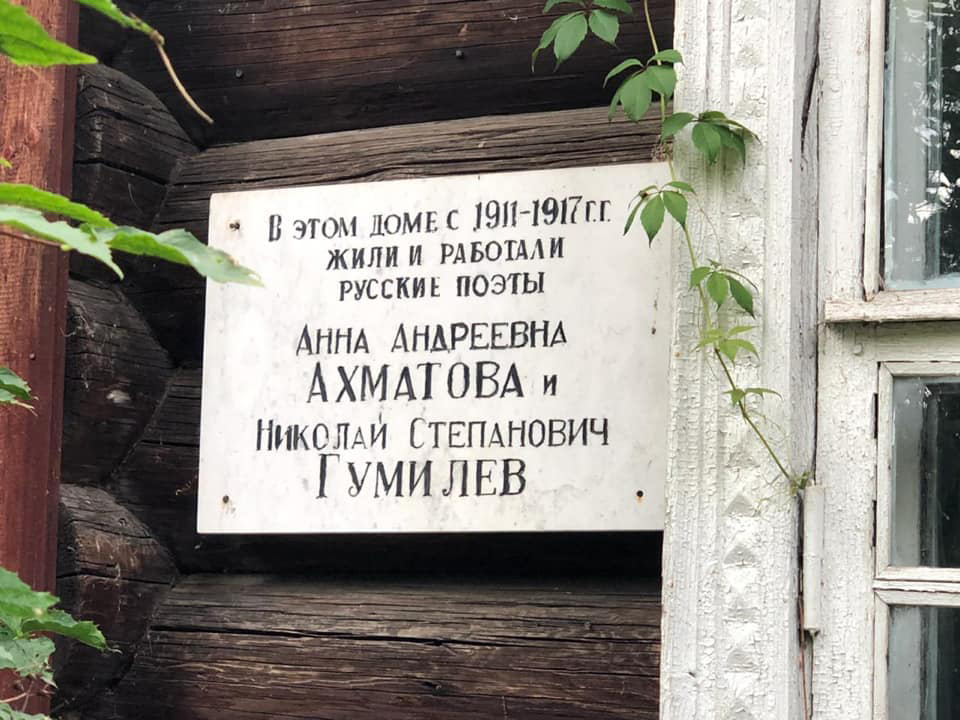 В ЭТОМ ДОМЕ С 1911-1917 Г.Г.
ЖИЛИ И РАБОТАЛИ
РУССКИЕ ПОЭТЫ
АННА АНДРЕЕВНА
АХМАТОВА И
НИКОЛАЙ СТЕПАНОВИЧ
ГУМИЛЕВ